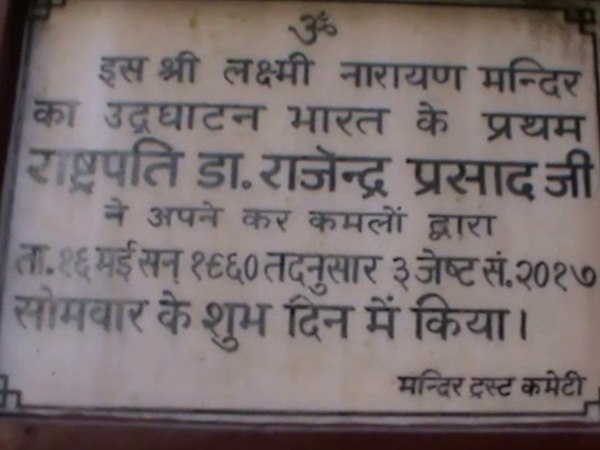 ॐ
इस श्री लक्ष्मी नारायण मन्दिर
का उद्घाटन भारत के प्रथम
राष्ट्रपति डा. राजेन्द्र प्रसाद जी
ने अपने कर कमलों द्वारा
ता. १६ मई सन् १९६० तदनुसार ३ जेष्ट सं. २०१७
सोमवार के शुभ दिन में किया।
मन्दिर ट्रस्ट कमेटी